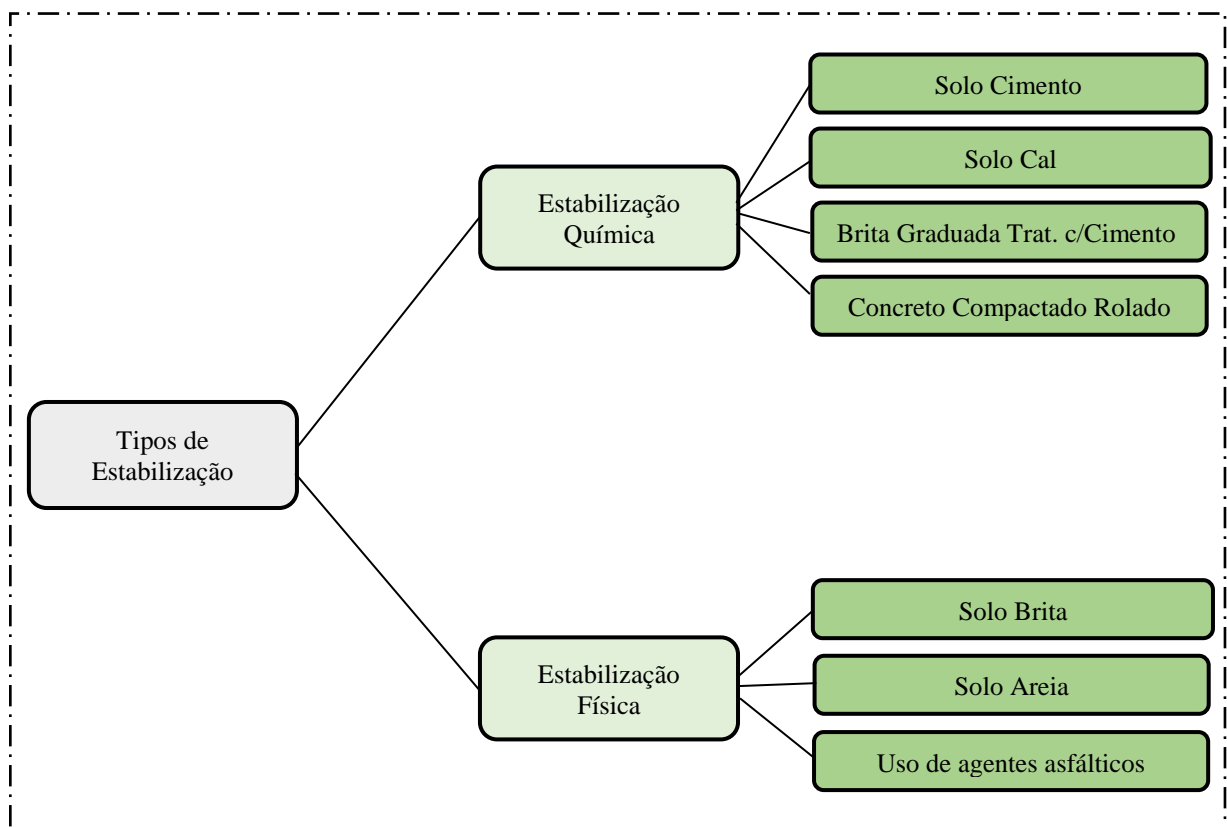 Tipos de
Estabilização
Estabilização
Química
Solo Cimento
Solo Cal
Brita Graduada Trat. c/Cimento
Concreto Compactado Rolado
Estabilização
Física
Solo Brita
Solo Areia
Uso de agentes asfálticos